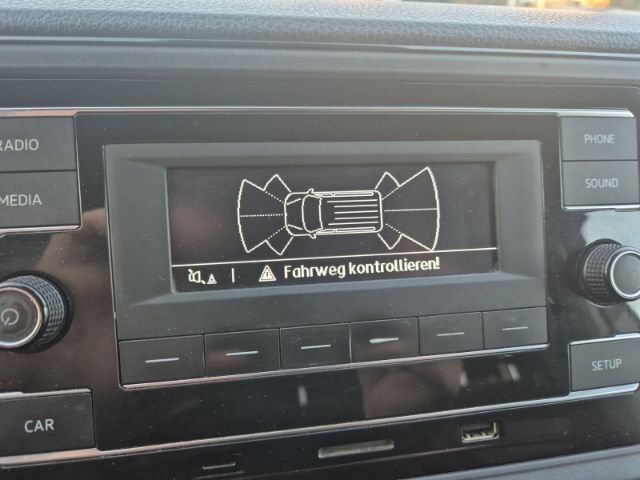 RADIO
PHONE
MEDIA
SOUND
Fahrweg kontrollieren!
SETUP
CAR